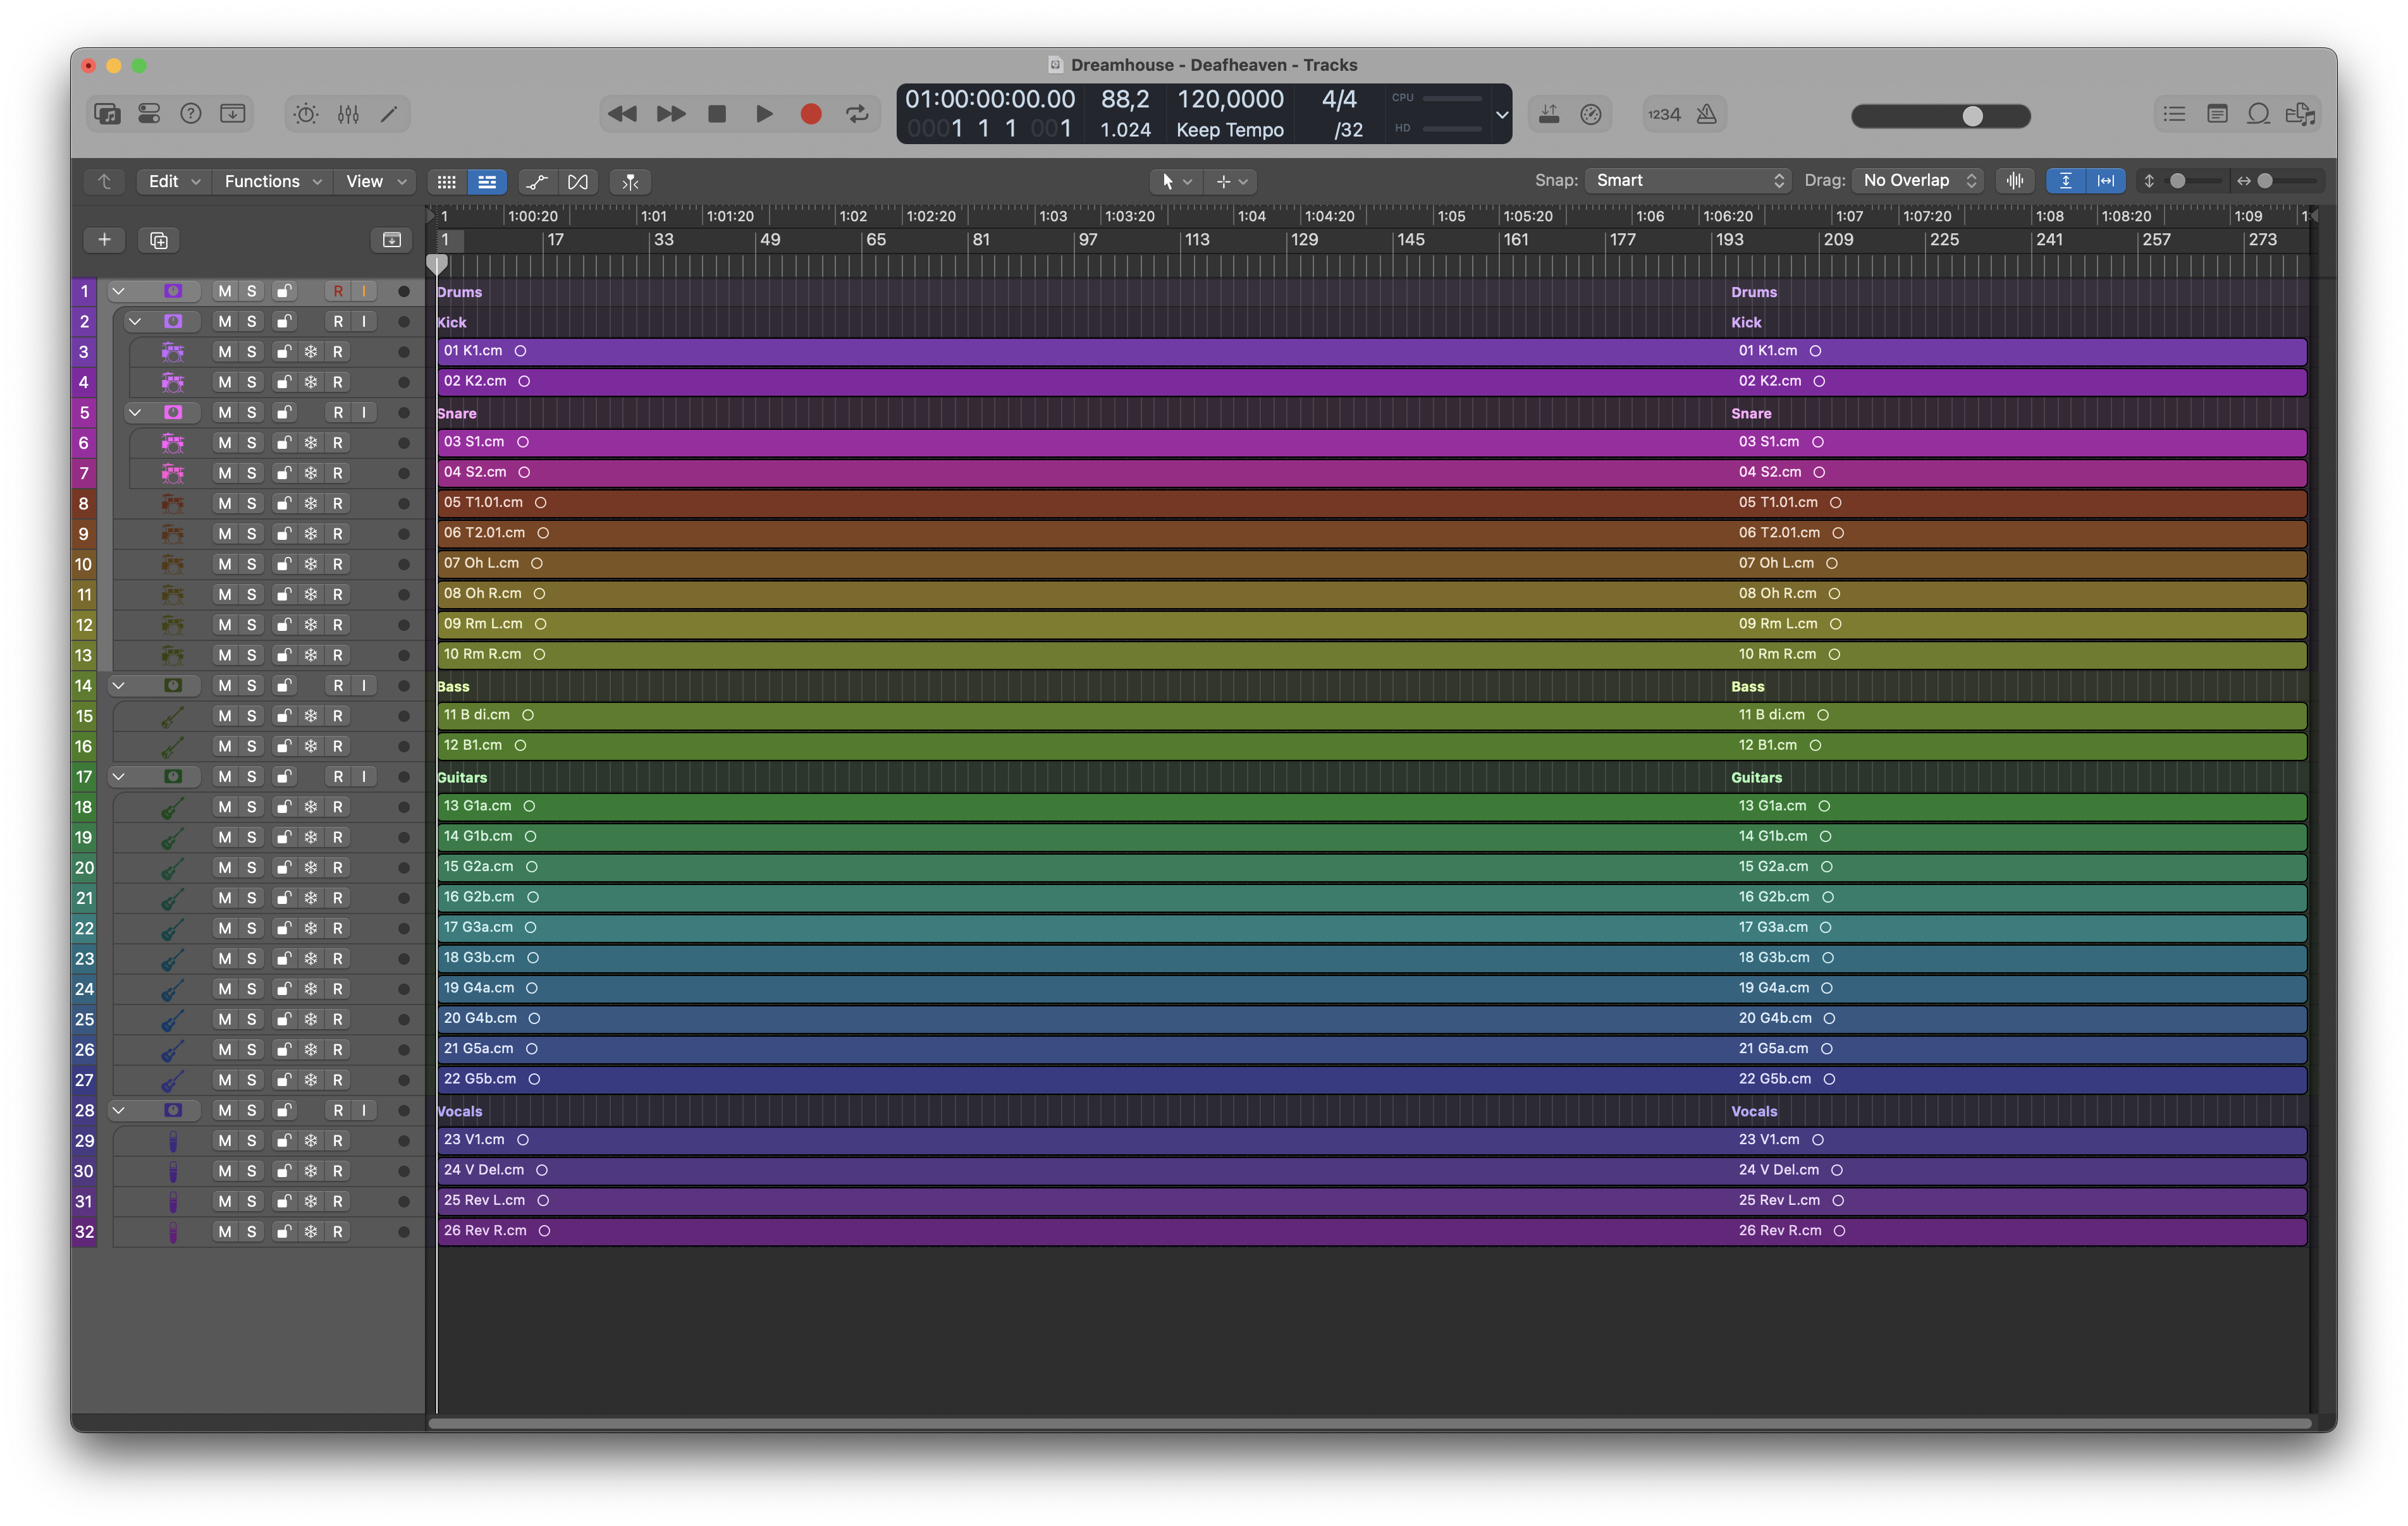 Dreamhouse - Deafheaven - Tracks
01:00:00:00.00 88,2 120,0000 4/4 CPU
0001 1 1 001 1.024 Keep Tempo /32 HD
1234
Edit Functions View Snap: Smart Drag: No Overlap
1 1:00:20 1:01 1:01:20 1:02 1:02:20 1:03 1:03:20 1:04 1:04:20 1:05 1:05:20 1:06 1:06:20 1:07 1:07:20 1:08 1:08:20 1:09 1:
1 17 33 49 65 81 97 113 129 145 161 177 193 209 225 241 257 273
1 M S R I Drums Drums
2 M S R I Kick Kick
3 M S R 01 K1.cm 01 K1.cm
4 M S R 02 K2.cm 02 K2.cm
5 M S R I Snare Snare
6 M S R 03 S1.cm 03 S1.cm
7 M S R 04 S2.cm 04 S2.cm
8 M S R 05 T1.01.cm 05 T1.01.cm
9 M S R 06 T2.01.cm 06 T2.01.cm
10 M S R 07 Oh L.cm 07 Oh L.cm
11 M S R 08 Oh R.cm 08 Oh R.cm
12 M S R 09 Rm L.cm 09 Rm L.cm
13 M S R 10 Rm R.cm 10 Rm R.cm
14 M S R I Bass Bass
15 M S R 11 B di.cm 11 B di.cm
16 M S R 12 B1.cm 12 B1.cm
17 M S R I Guitars Guitars
18 M S R 13 G1a.cm 13 G1a.cm
19 M S R 14 G1b.cm 14 G1b.cm
20 M S R 15 G2a.cm 15 G2a.cm
21 M S R 16 G2b.cm 16 G2b.cm
22 M S R 17 G3a.cm 17 G3a.cm
23 M S R 18 G3b.cm 18 G3b.cm
24 M S R 19 G4a.cm 19 G4a.cm
25 M S R 20 G4b.cm 20 G4b.cm
26 M S R 21 G5a.cm 21 G5a.cm
27 M S R 22 G5b.cm 22 G5b.cm
28 M S R I Vocals Vocals
29 M S R 23 V1.cm 23 V1.cm
30 M S R 24 V Del.cm 24 V Del.cm
31 M S R 25 Rev L.cm 25 Rev L.cm
32 M S R 26 Rev R.cm 26 Rev R.cm